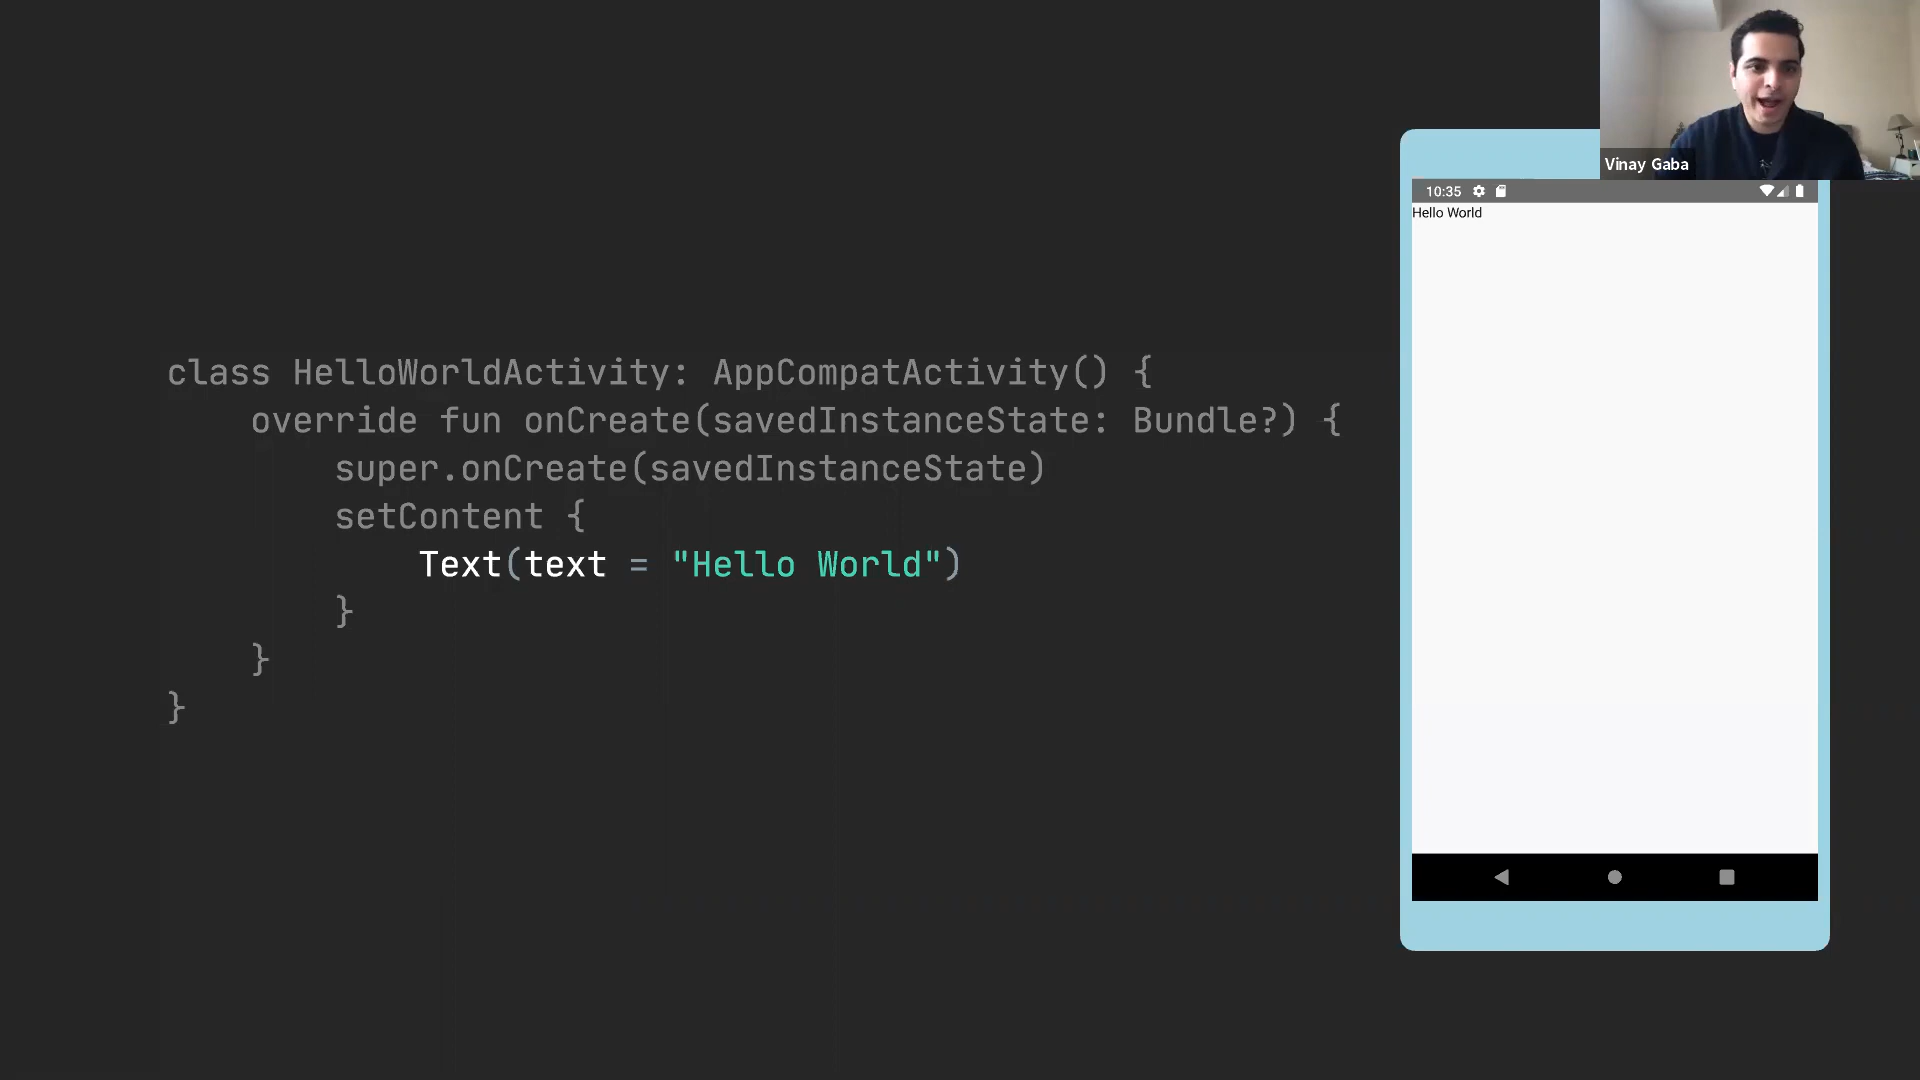 Vinay Gaba
10:35
Hello World
class HelloWorldActivity: AppCompatActivity() {
    override fun onCreate(savedInstanceState: Bundle?) {
        super.onCreate(savedInstanceState)
        setContent {
            Text(text = "Hello World")
        }
    }
}